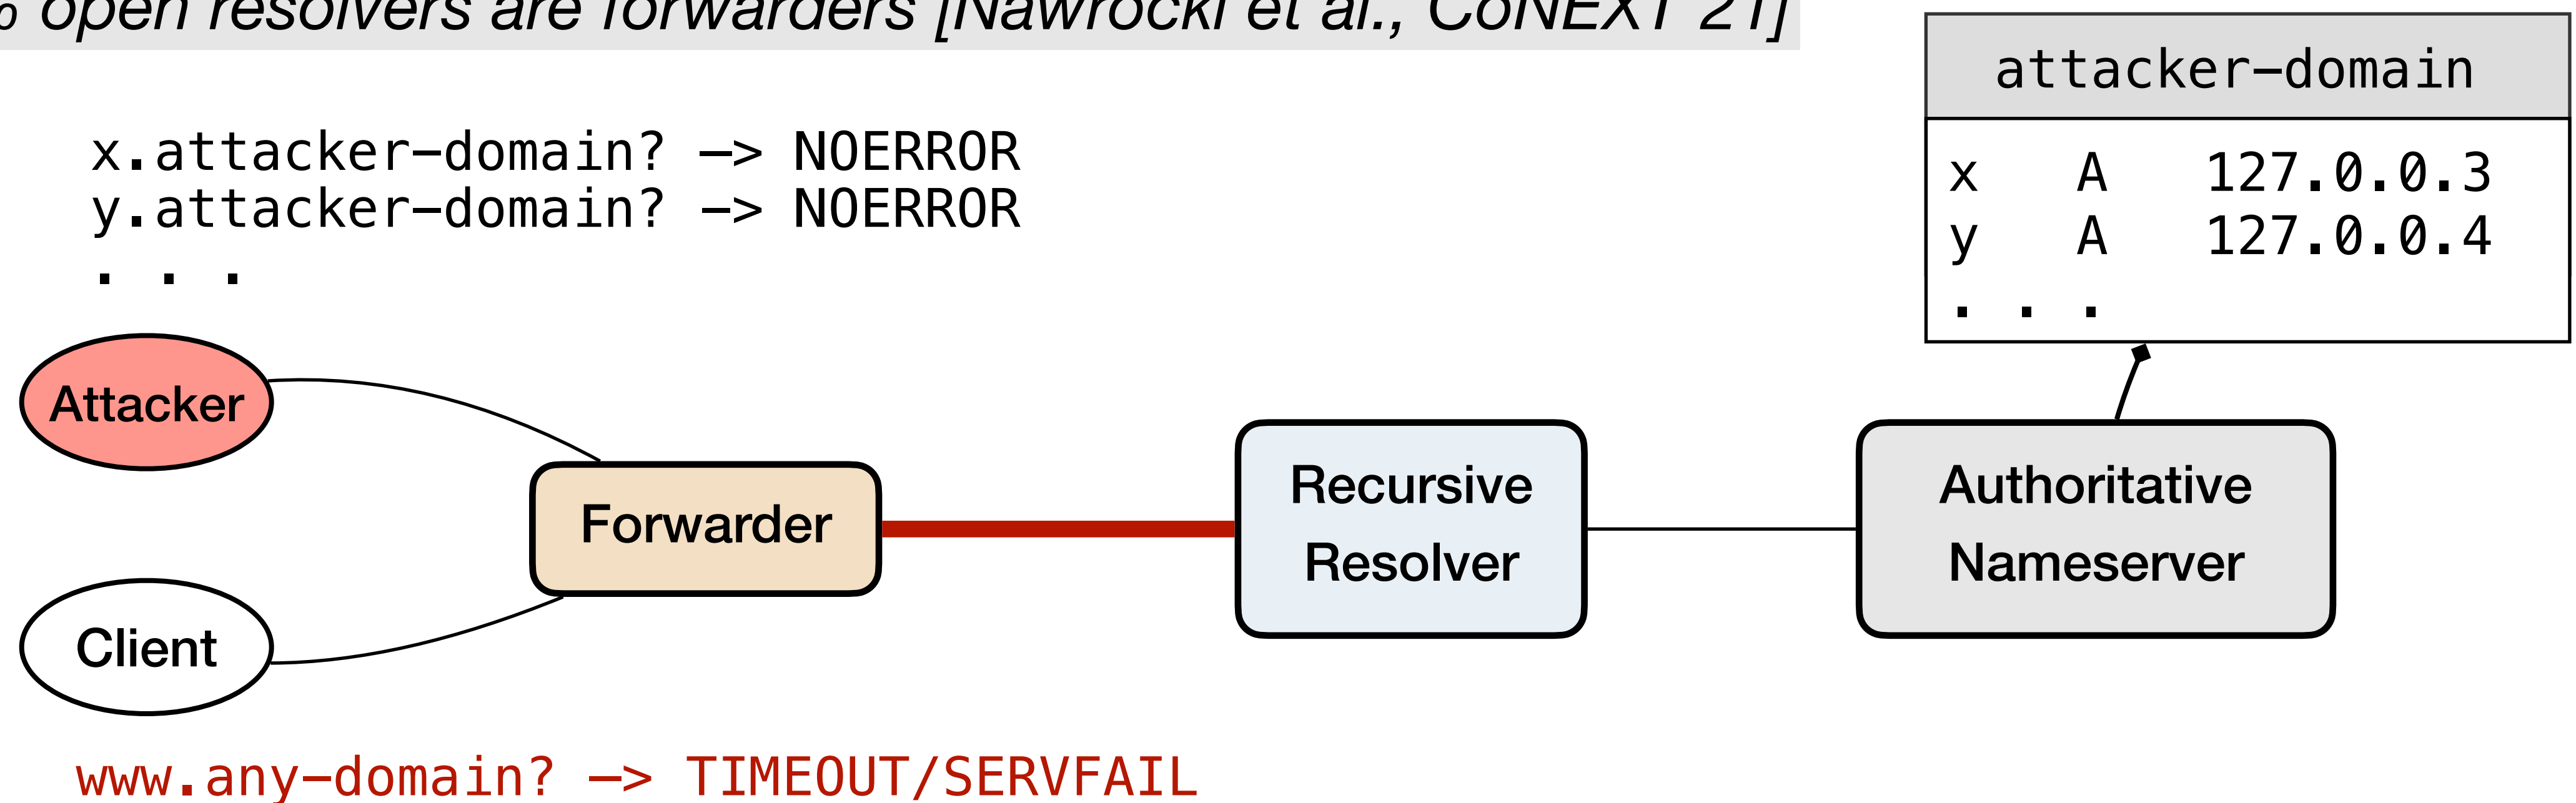 % open resolvers are forwarders [Nawrocki et al., CoNEXT 21]
attacker-domain
x A 127.0.0.3
y A 127.0.0.4
. . .
x.attacker-domain? —> NOERROR
y.attacker-domain? —> NOERROR
. . .
Attacker
Client
Forwarder
Recursive
Resolver
Authoritative
Nameserver
www.any-domain? —> TIMEOUT/SERVFAIL